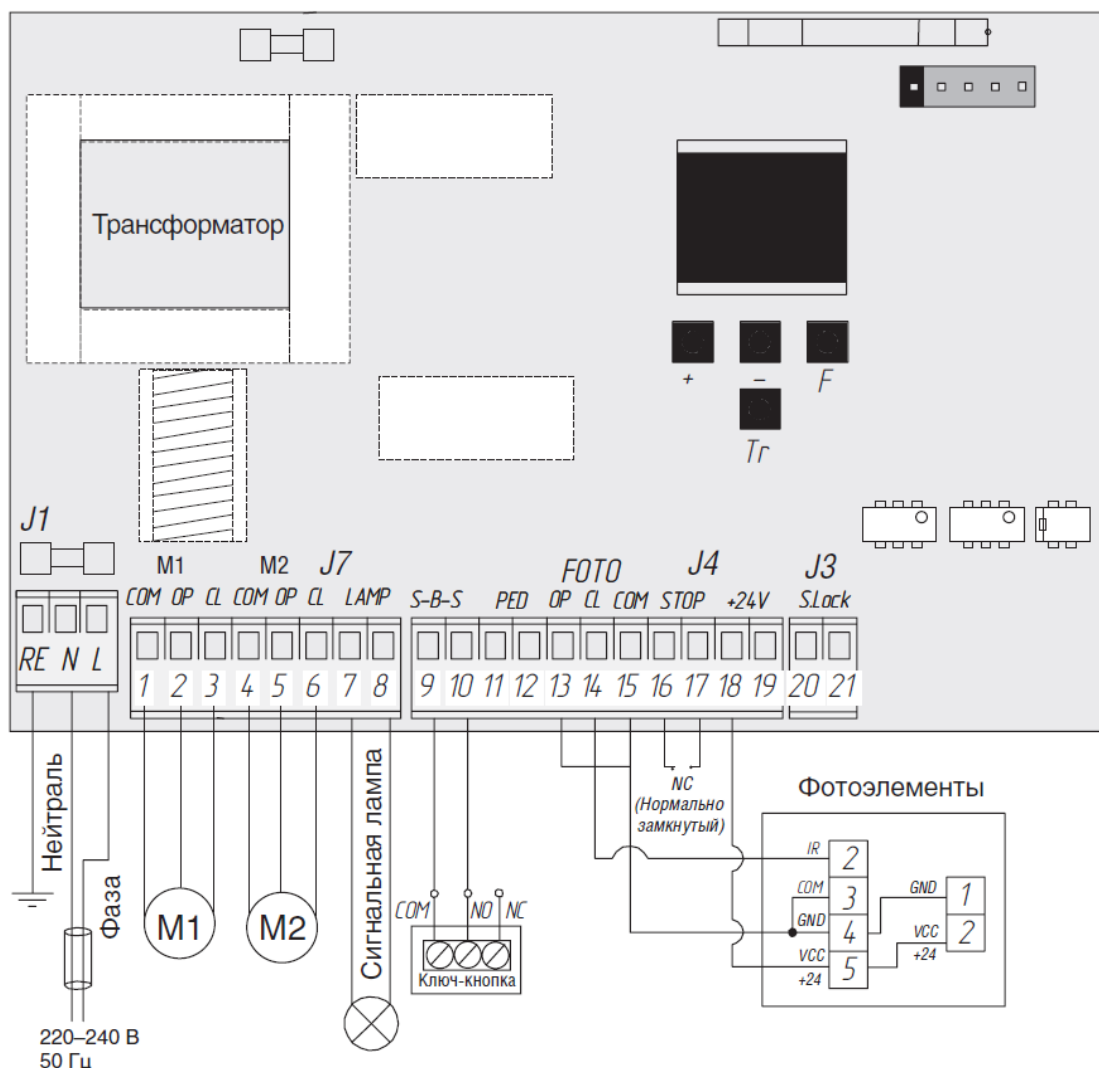 Трансформатор
+ − F
Tr
J1
M1 M2 J7 FOTO J4 J3
COM OP CL COM OP CL LAMP S-B-S PED OP CL COM STOP +24V S.Lock
RE N L
1 2 3 4 5 6 7 8 9 10 11 12 13 14 15 16 17 18 19 20 21
Нейтраль
Фаза
220–240 В
50 Гц
M1
M2
Сигнальная лампа
COM NO NC
Ключ-кнопка
NC
(Нормально
замкнутый)
Фотоэлементы
IR 2
COM 3
GND 4
VCC
+24 5
GND 1
VCC
+24 2